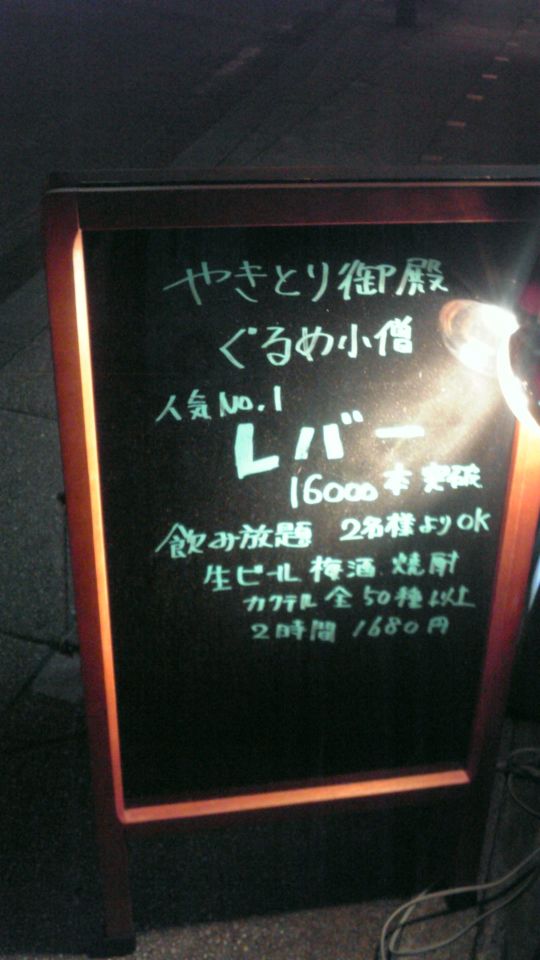 やきとり御殿
ぐるめ小僧
人気No.1
レバー
16000本突破
飲み放題 2名様よりOK
生ビール 梅酒.焼酎
カクテル 全50種以上
2時間 1680円